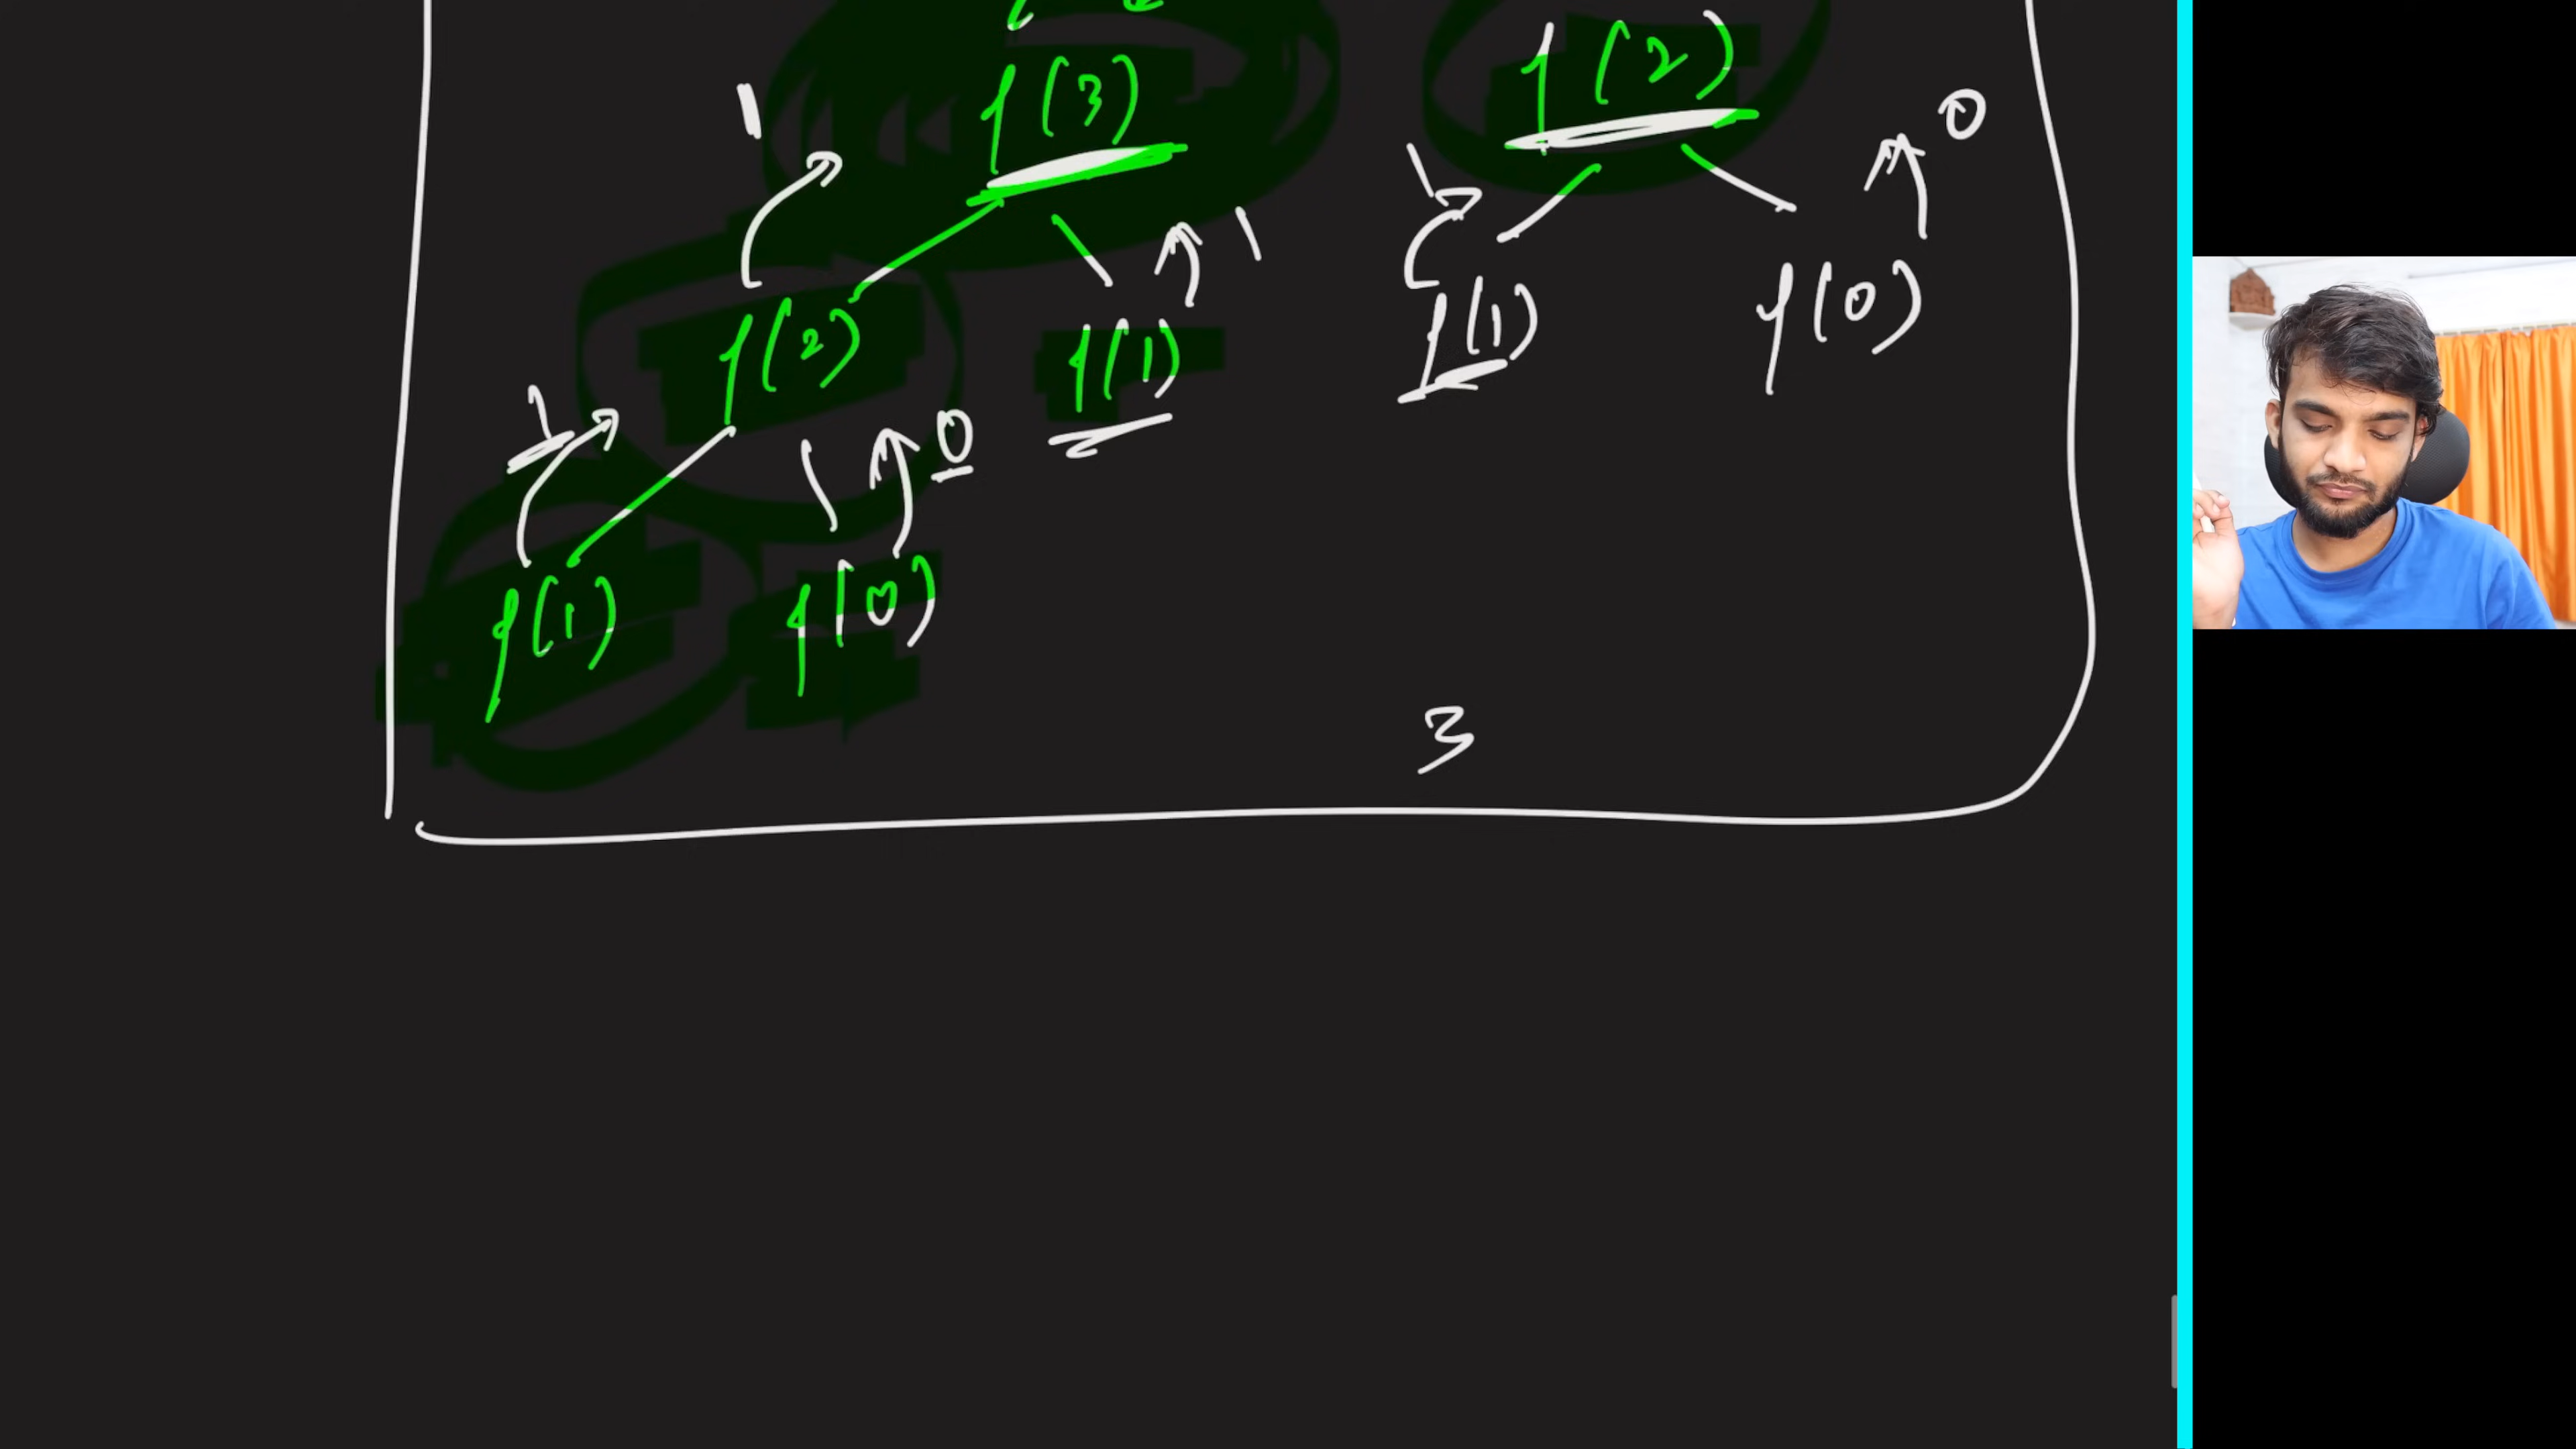 f(3) f(2)
1 0
1 1
f(2) f(1) f(1) f(0)
1 0
f(1) f(0)
3